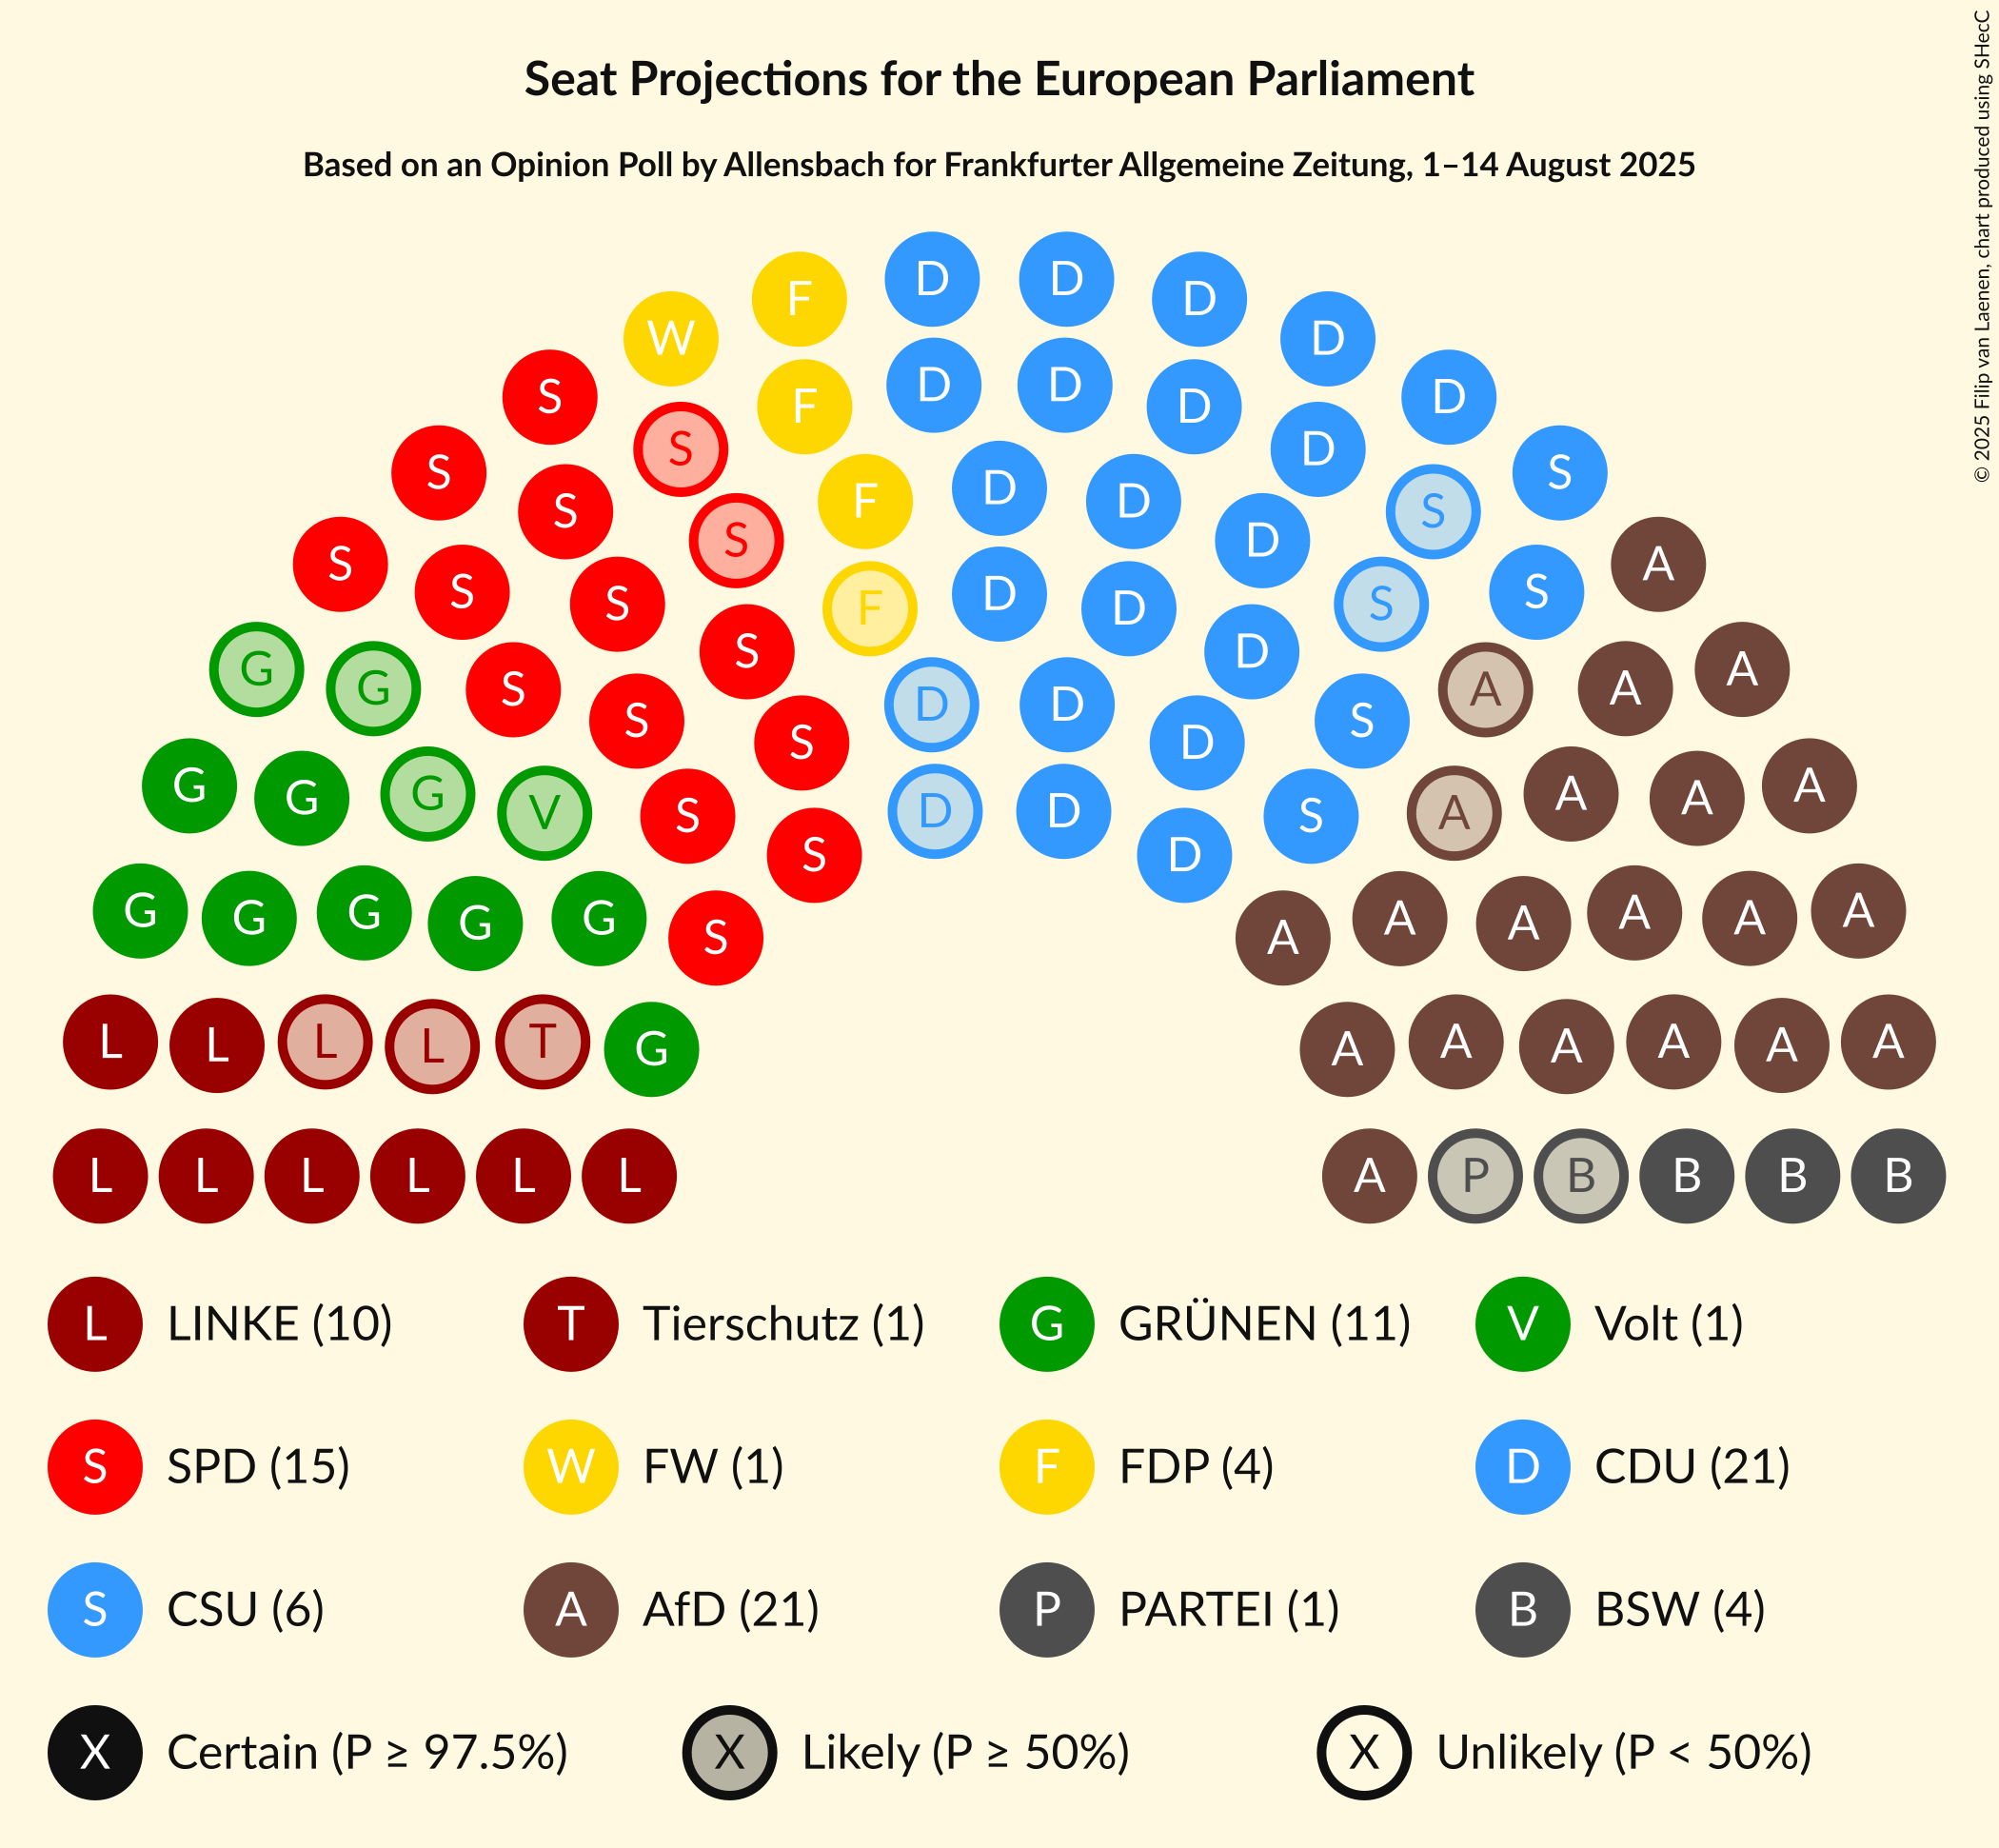 © 2025 Filip van Laenen, chart produced using SHecC
Seat Projections for the European Parliament
Based on an Opinion Poll by Allensbach for Frankfurter Allgemeine Zeitung, 1–14 August 2025
F D D D
W D
S F D D D D
S S D S
F D D
S S D S
S A
S D S
S F D S
S D
G G S A A A
S D D S
S D
G G G V S D D S A A A A
S D
G G G G G S A A A A A A
L L L L T G A A A A A A
L L L L L L A P B B B B
L LINKE (10) T Tierschutz (1) G GRÜNEN (11) V Volt (1)
S SPD (15) W FW (1) F FDP (4) D CDU (21)
S CSU (6) A AfD (21) P PARTEI (1) B BSW (4)
X Certain (P ≥ 97.5%) X Likely (P ≥ 50%) X Unlikely (P < 50%)